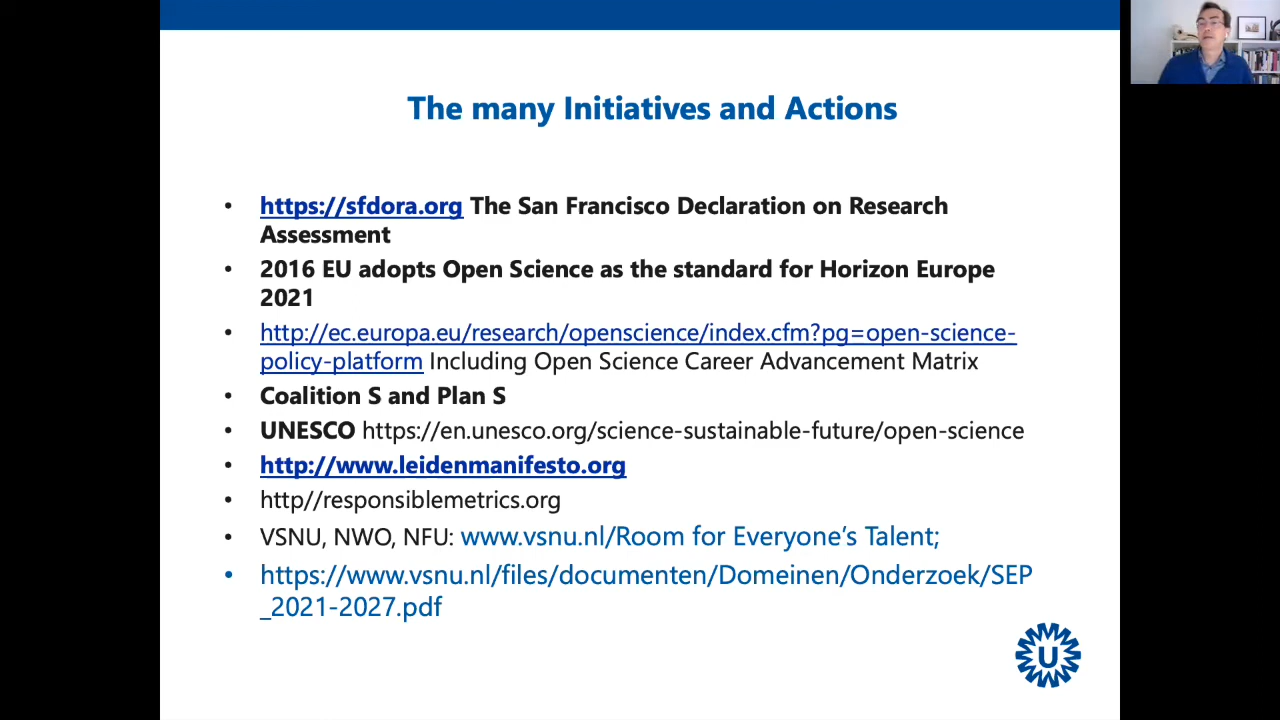 The many Initiatives and Actions
• https://sfdora.org The San Francisco Declaration on Research
Assessment
• 2016 EU adopts Open Science as the standard for Horizon Europe
2021
• http://ec.europa.eu/research/openscience/index.cfm?pg=open-science-
policy-platform Including Open Science Career Advancement Matrix
• Coalition S and Plan S
• UNESCO https://en.unesco.org/science-sustainable-future/open-science
• http://www.leidenmanifesto.org
• http//responsiblemetrics.org
• VSNU, NWO, NFU: www.vsnu.nl/Room for Everyone’s Talent;
• https://www.vsnu.nl/files/documenten/Domeinen/Onderzoek/SEP
_2021-2027.pdf
U